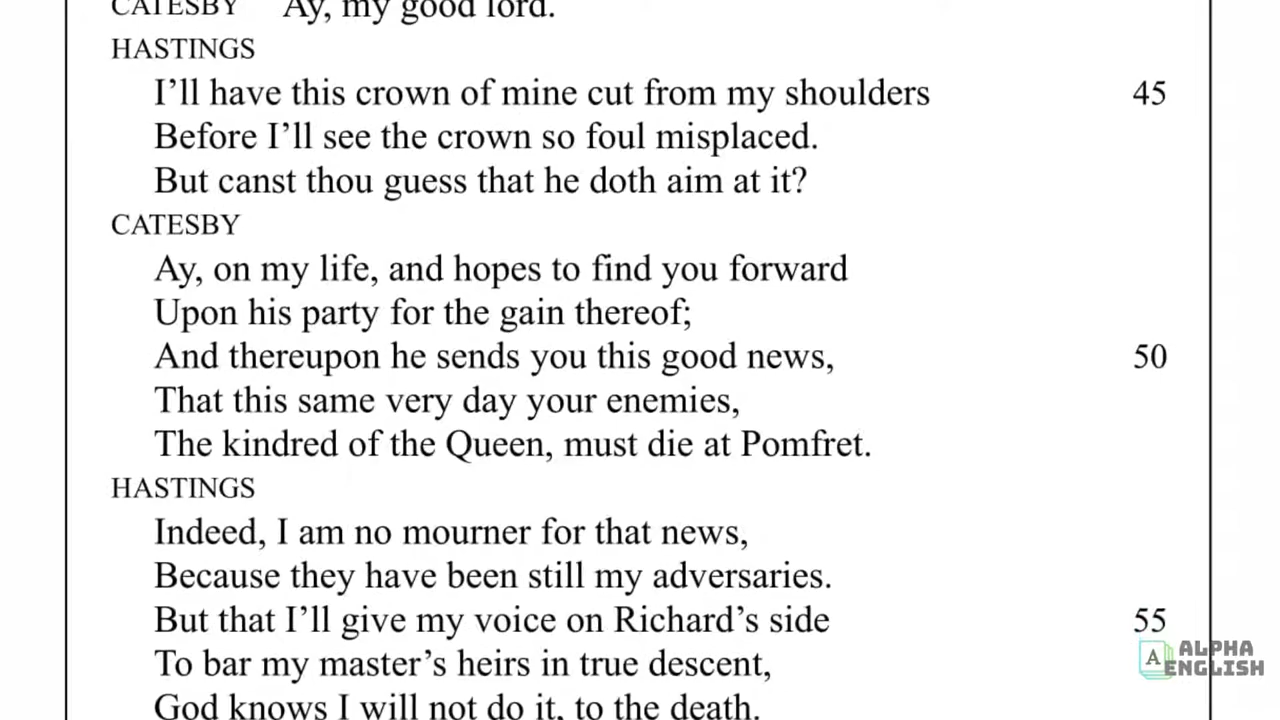 CATESBY Ay, my good lord.
HASTINGS
I’ll have this crown of mine cut from my shoulders 45
Before I’ll see the crown so foul misplaced.
But canst thou guess that he doth aim at it?
CATESBY
Ay, on my life, and hopes to find you forward
Upon his party for the gain thereof;
And thereupon he sends you this good news, 50
That this same very day your enemies,
The kindred of the Queen, must die at Pomfret.
HASTINGS
Indeed, I am no mourner for that news,
Because they have been still my adversaries.
But that I’ll give my voice on Richard’s side 55
To bar my master’s heirs in true descent,
God knows I will not do it, to the death.
A ALPHA
ENGLISH